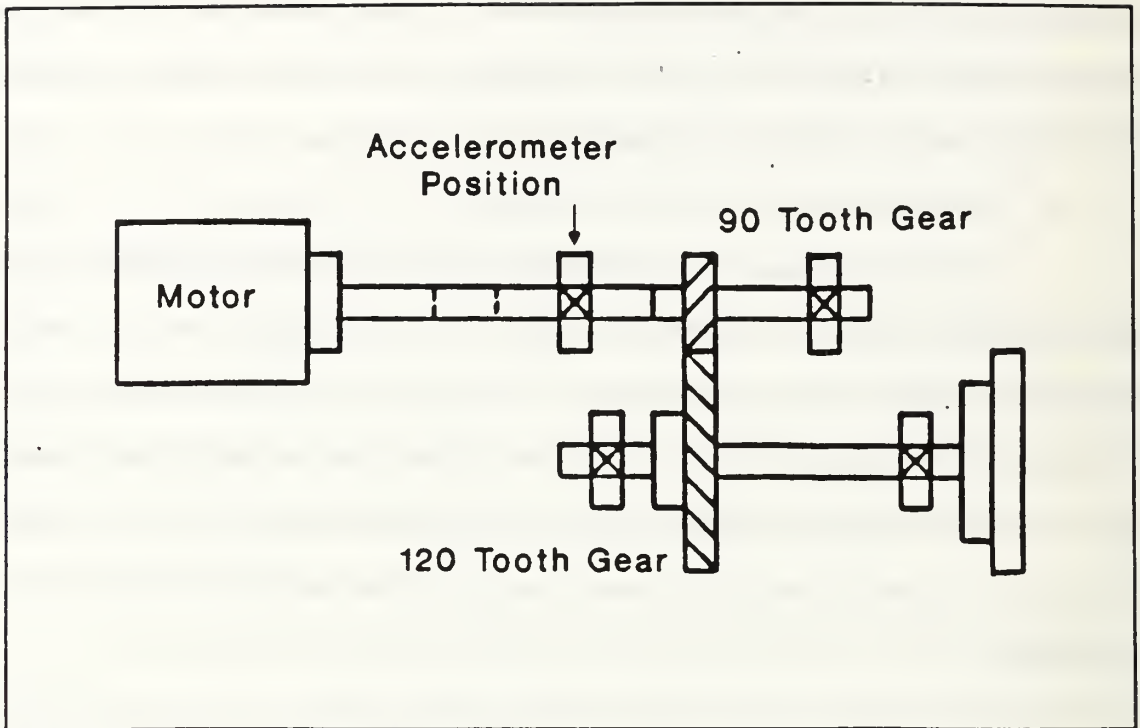 Accelerometer
Position
90 Tooth Gear
Motor
120 Tooth Gear